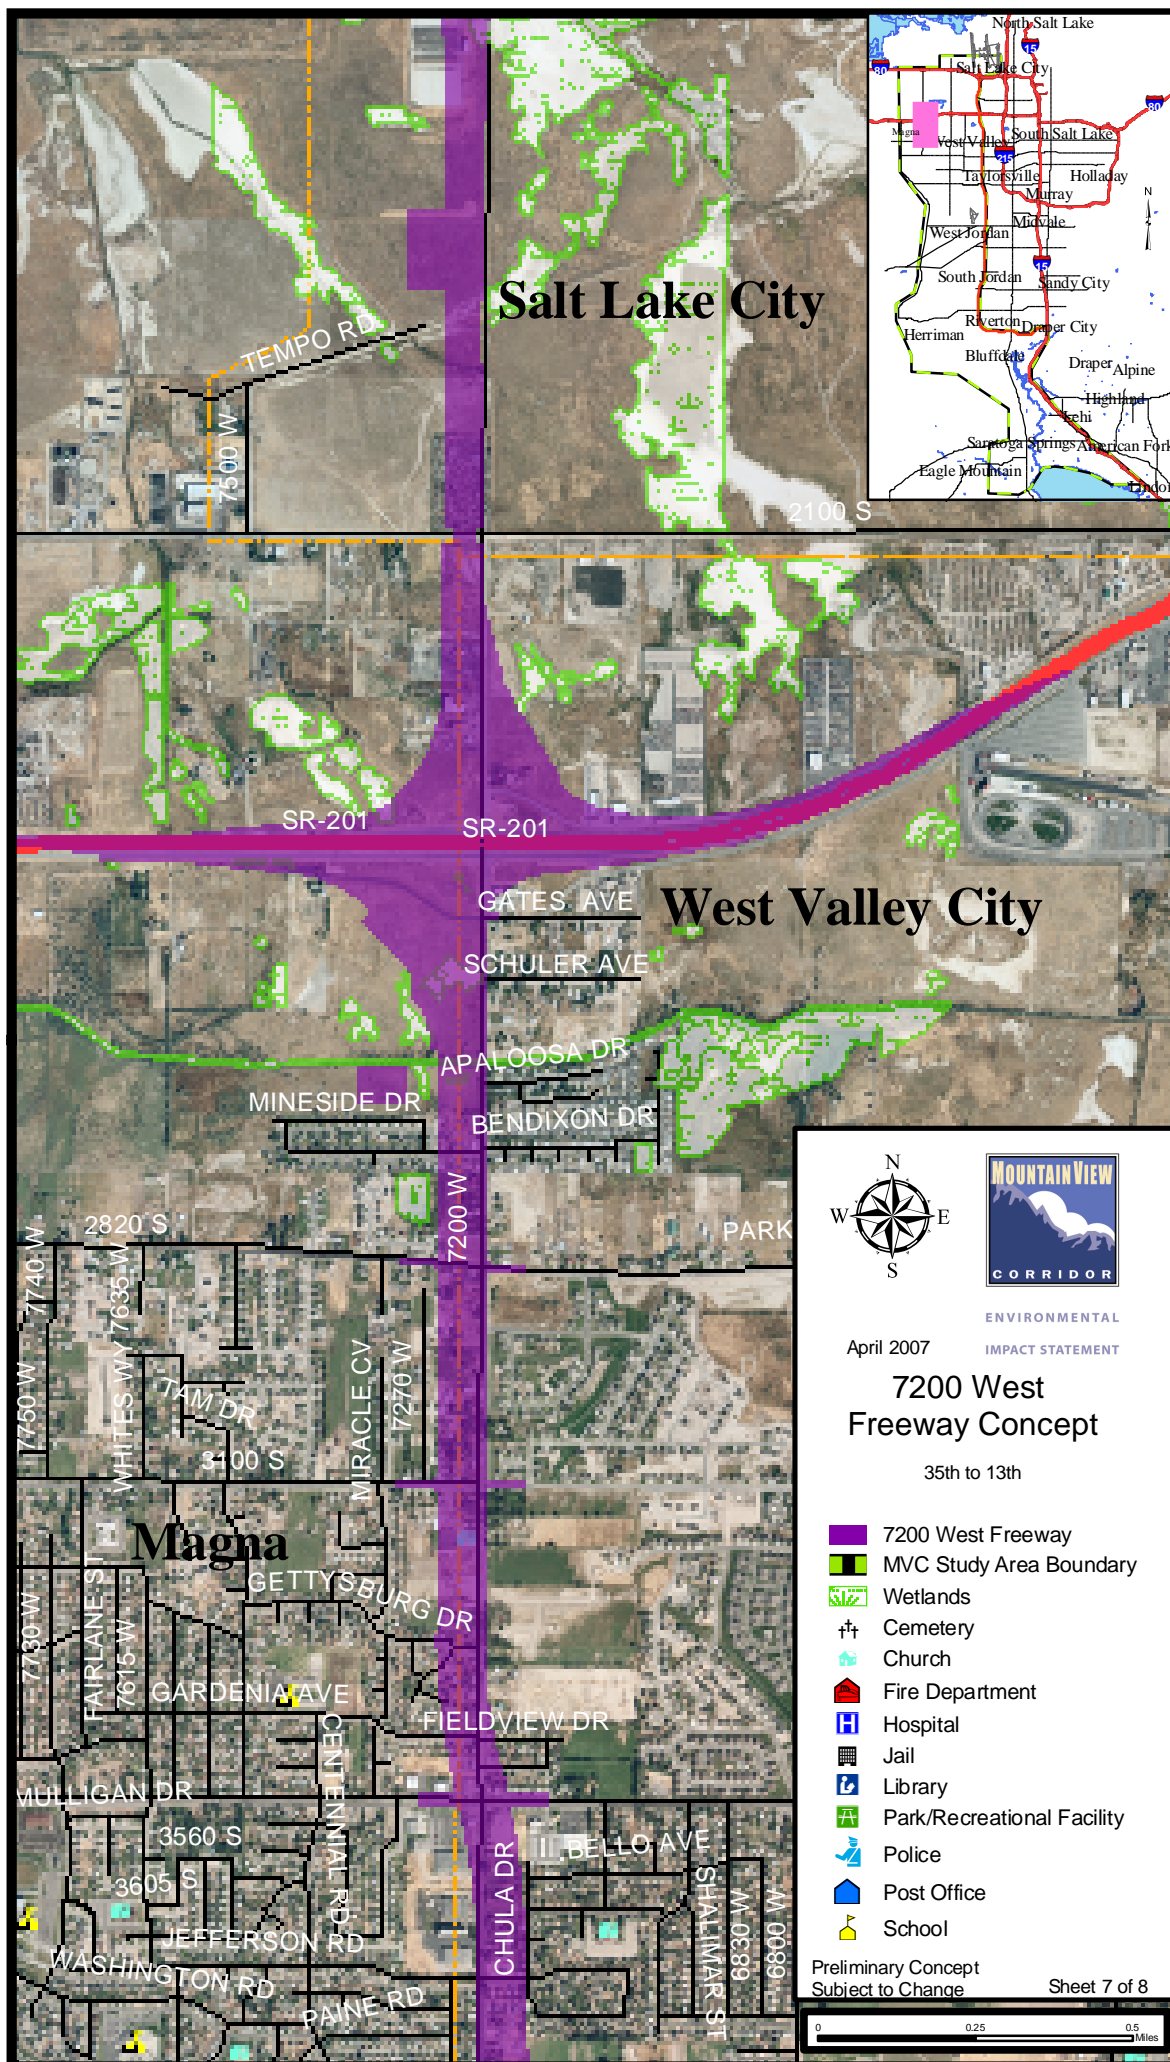 North Salt Lake
15
80
Salt Lake City
80
Magna
West Valley
South Salt Lake
215
Taylorsville
Holladay
Murray
Midvale
N
West Jordan
15
South Jordan
Sandy City
Riverton
Draper City
Herriman
Bluffdale
Draper
Alpine
Highland
Lehi
Saratoga Springs
American Fork
Eagle Mountain
Lindon
Salt Lake City
TEMPO RD
7500 W
2100 S
SR-201
SR-201
GATES AVE
West Valley City
SCHULER AVE
APALOOSA DR
MINESIDE DR
BENDIXON DR
7200 W
2820 S
PARK
7740 W
7635 W
7750 W
WHITES WY
TAM DR
MIRACLE CV
7270 W
3100 S
Magna
GETTYSBURG DR
7730 W
FAIRLANE ST
7615 W
GARDENIA AVE
FIELDVIEW DR
CENTENNIAL RD
MULLIGAN DR
3560 S
BELLO AVE
3605 S
CHULA DR
SHALIMAR ST
6830 W
6800 W
JEFFERSON RD
WASHINGTON RD
PAINE RD
N
W E
S
MOUNTAIN VIEW
CORRIDOR
ENVIRONMENTAL
IMPACT STATEMENT
April 2007
7200 West
Freeway Concept
35th to 13th
7200 West Freeway
MVC Study Area Boundary
Wetlands
Cemetery
Church
Fire Department
H Hospital
Jail
Library
Park/Recreational Facility
Police
Post Office
School
Preliminary Concept
Subject to Change
Sheet 7 of 8
0 0.25 0.5
Miles